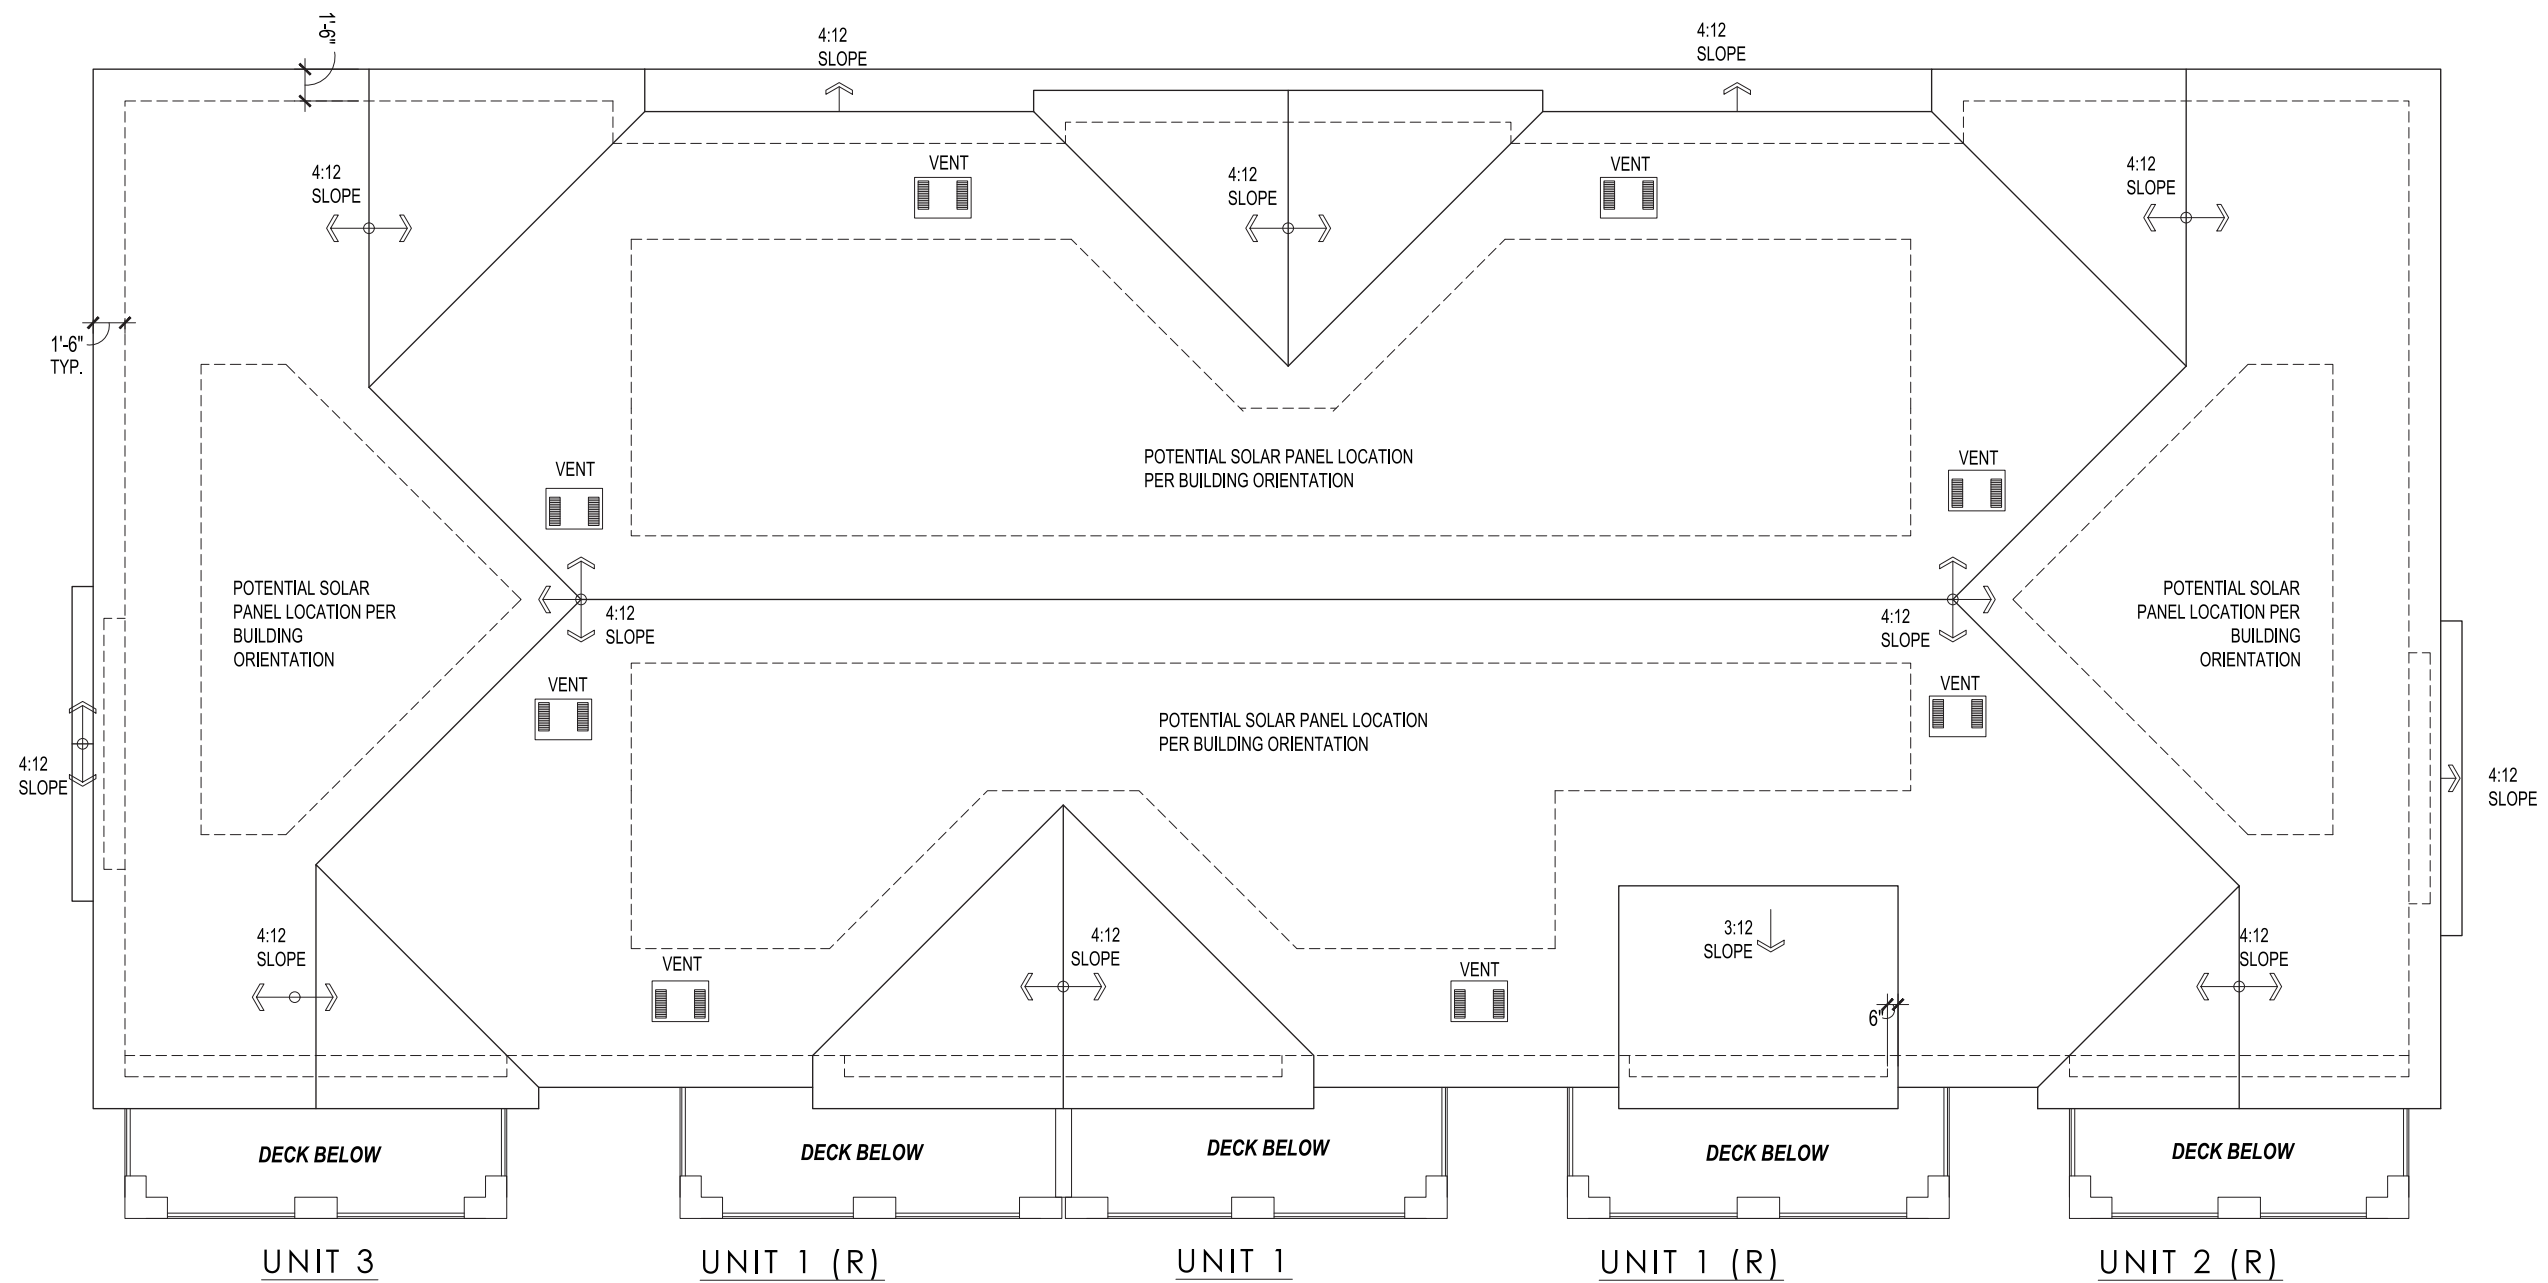 1'-6"
4:12
SLOPE
4:12
SLOPE
VENT
VENT
4:12
SLOPE
4:12
SLOPE
4:12
SLOPE
1'-6"
TYP.
POTENTIAL SOLAR PANEL LOCATION
PER BUILDING ORIENTATION
VENT
VENT
POTENTIAL SOLAR
PANEL LOCATION PER
BUILDING
ORIENTATION
4:12
SLOPE
4:12
SLOPE
POTENTIAL SOLAR
PANEL LOCATION PER
BUILDING
ORIENTATION
VENT
VENT
POTENTIAL SOLAR PANEL LOCATION
PER BUILDING ORIENTATION
4:12
SLOPE
4:12
SLOPE
4:12
SLOPE
4:12
SLOPE
3:12
SLOPE
4:12
SLOPE
VENT
VENT
6"
DECK BELOW
DECK BELOW
DECK BELOW
DECK BELOW
DECK BELOW
UNIT 3
UNIT 1 (R)
UNIT 1
UNIT 1 (R)
UNIT 2 (R)